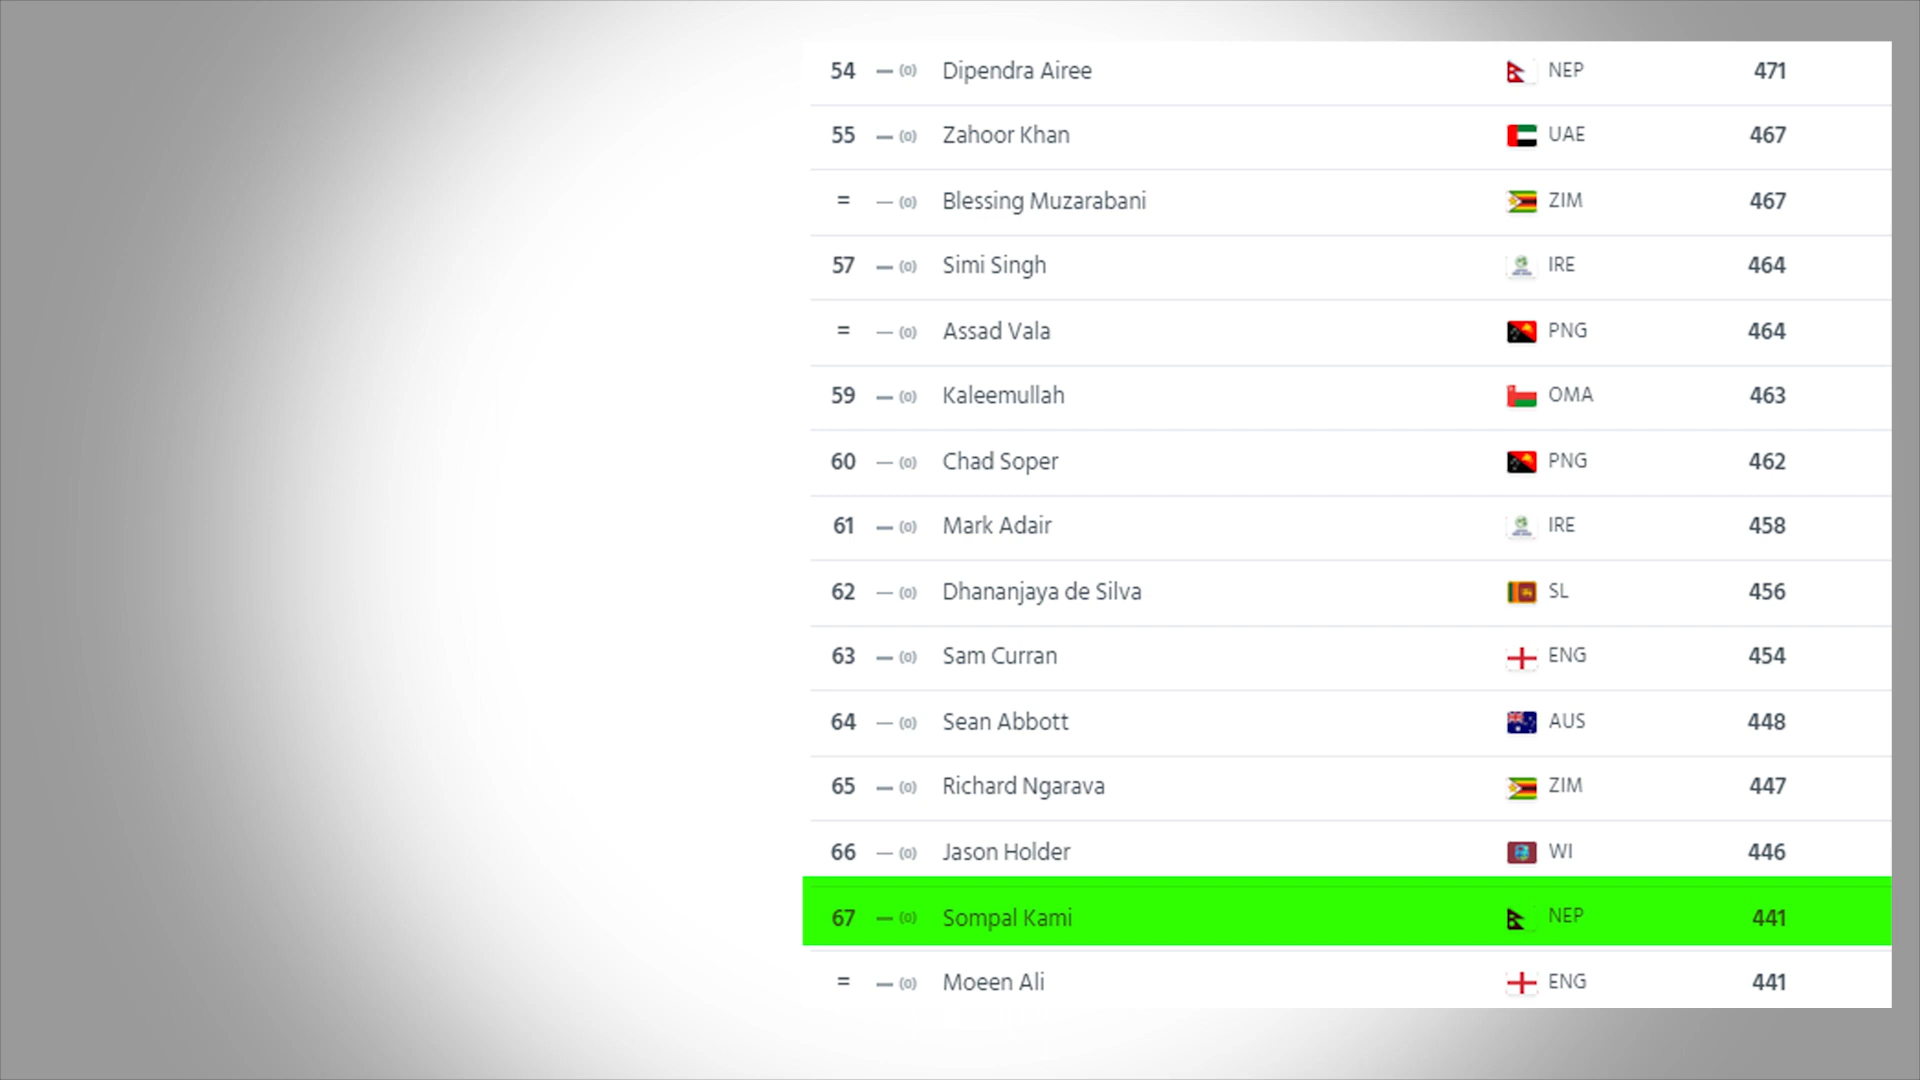 54 — (0) Dipendra Airee NEP 471
55 — (0) Zahoor Khan UAE 467
= — (0) Blessing Muzarabani ZIM 467
57 — (0) Simi Singh IRE 464
= — (0) Assad Vala PNG 464
59 — (0) Kaleemullah OMA 463
60 — (0) Chad Soper PNG 462
61 — (0) Mark Adair IRE 458
62 — (0) Dhananjaya de Silva SL 456
63 — (0) Sam Curran ENG 454
64 — (0) Sean Abbott AUS 448
65 — (0) Richard Ngarava ZIM 447
66 — (0) Jason Holder WI 446
67 — (0) Sompal Kami NEP 441
= — (0) Moeen Ali ENG 441